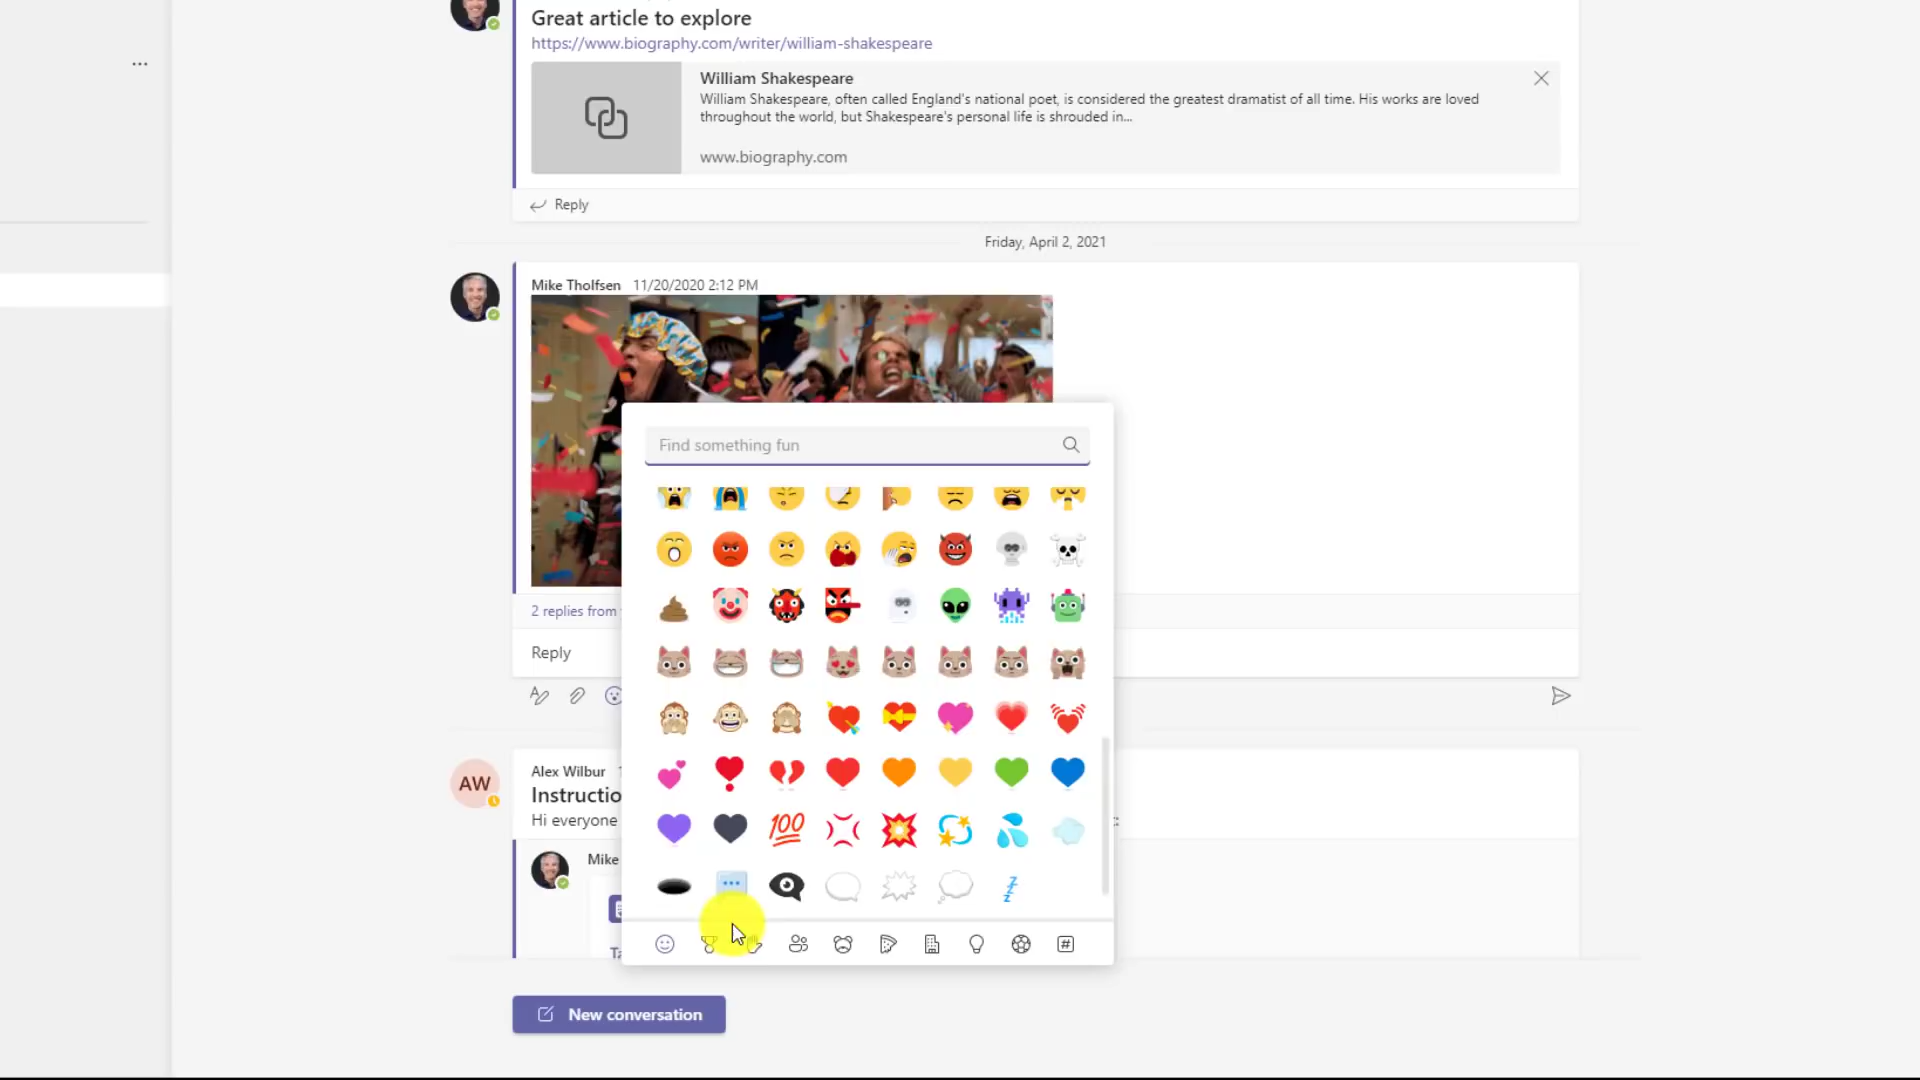 Great article to explore
https://www.biography.com/writer/william-shakespeare
William Shakespeare
William Shakespeare, often called England's national poet, is considered the greatest dramatist of all time. His works are loved
throughout the world, but Shakespeare's personal life is shrouded in...
www.biography.com
Reply
Friday, April 2, 2021
Mike Tholfsen 11/20/2020 2:12 PM
Find something fun
2 replies from
Reply
AW
Alex Wilbur
Instructio
Hi everyone
Mike
100
New conversation